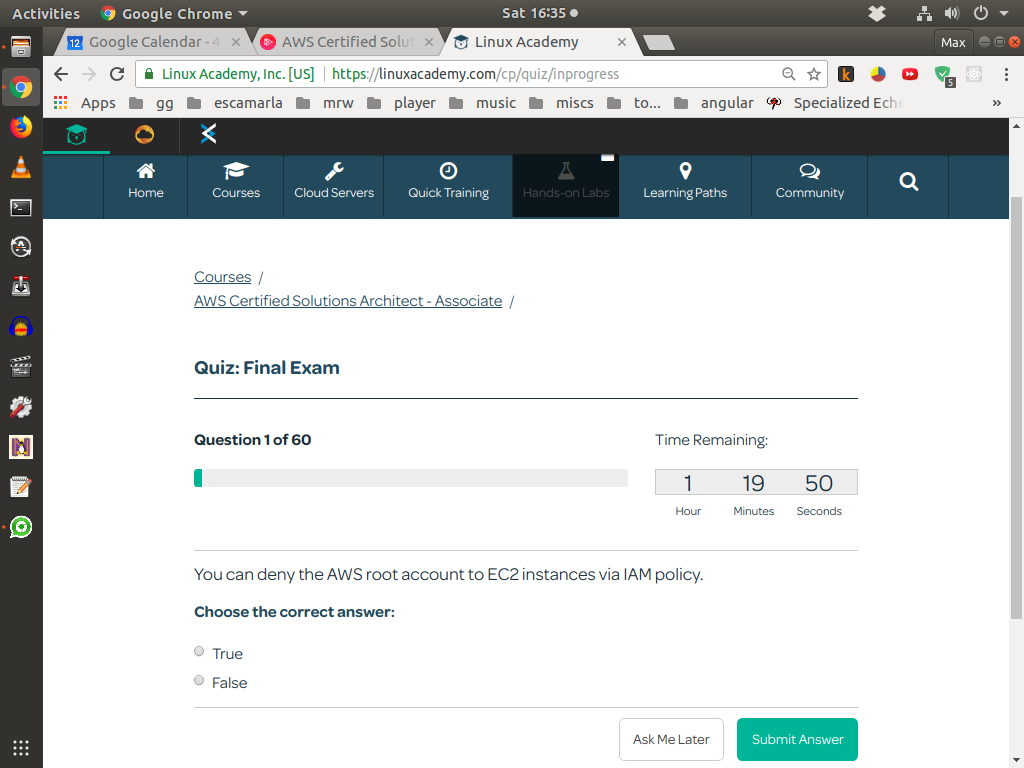 Activities Google Chrome Sat 16:35
12 Google Calendar - 4 AWS Certified Solut Linux Academy Max
Linux Academy, Inc. [US] https://linuxacademy.com/cp/quiz/inprogress k 5
Apps gg escamarla mrw player music miscs to... angular Specialized Eche »
Home Courses Cloud Servers Quick Training Hands-on Labs Learning Paths Community
Courses /
AWS Certified Solutions Architect - Associate /
Quiz: Final Exam
Question 1 of 60 Time Remaining:
1 19 50
Hour Minutes Seconds
You can deny the AWS root account to EC2 instances via IAM policy.
Choose the correct answer:
True
False
Ask Me Later Submit Answer